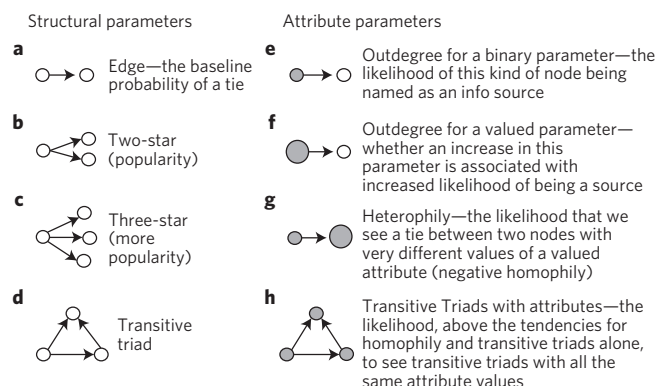 Structural parameters
a
Edge—the baseline
probability of a tie
b
Two-star
(popularity)
c
Three-star
(more
popularity)
d
Transitive
triad
Attribute parameters
e
Outdegree for a binary parameter—the
likelihood of this kind of node being
named as an info source
f
Outdegree for a valued parameter—
whether an increase in this
parameter is associated with
increased likelihood of being a source
g
Heterophily—the likelihood that we
see a tie between two nodes with
very different values of a valued
attribute (negative homophily)
h
Transitive Triads with attributes—the
likelihood, above the tendencies for
homophily and transitive triads alone,
to see transitive triads with all the
same attribute values